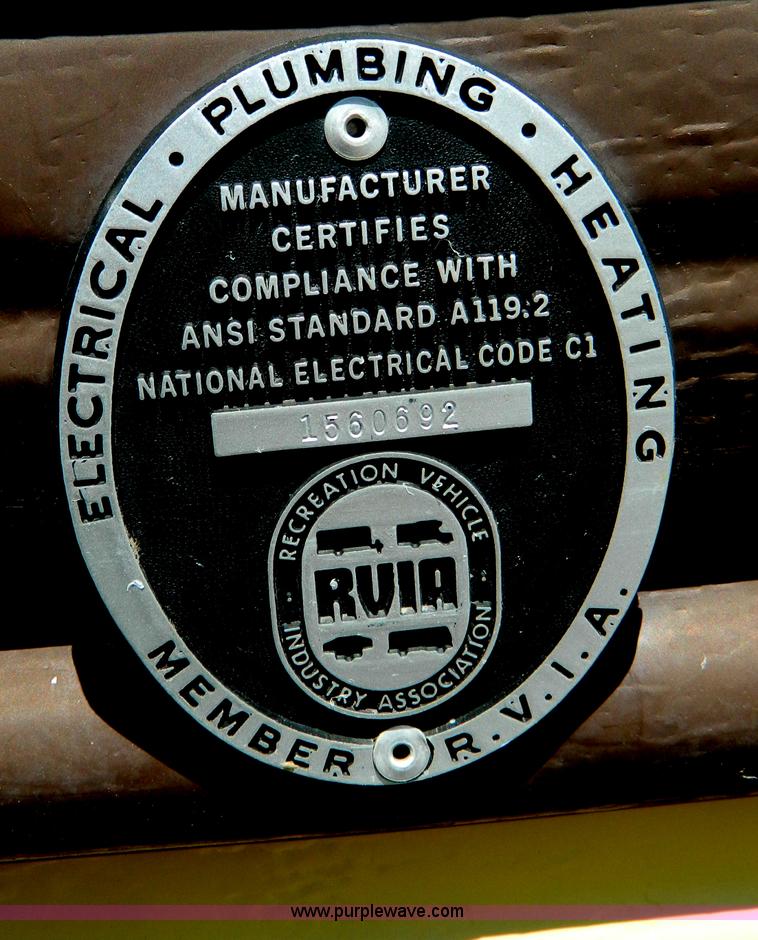 ELECTRICAL • PLUMBING • HEATING
MANUFACTURER
CERTIFIES
COMPLIANCE WITH
ANSI STANDARD A119.2
NATIONAL ELECTRICAL CODE C1
1560692
RECREATION VEHICLE
RVIA
INDUSTRY ASSOCIATION
MEMBER R.V.I.A.
www.purplewave.com